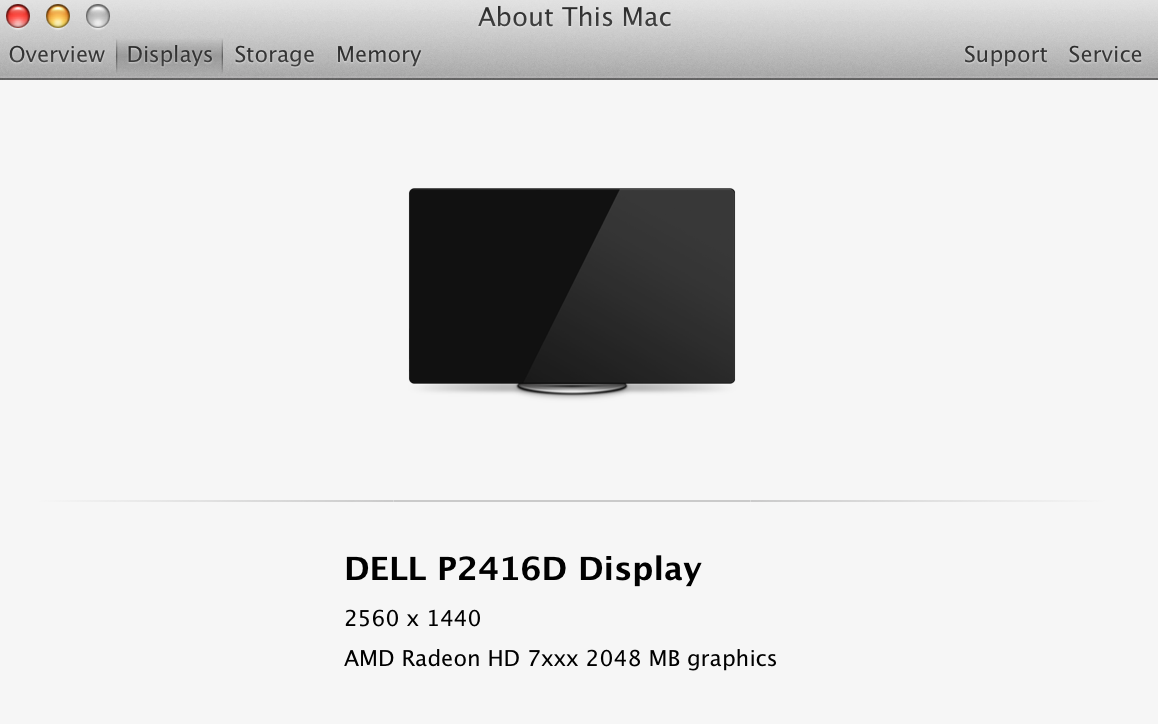 About This Mac
Overview Displays Storage Memory Support Service
DELL P2416D Display
2560 x 1440
AMD Radeon HD 7xxx 2048 MB graphics